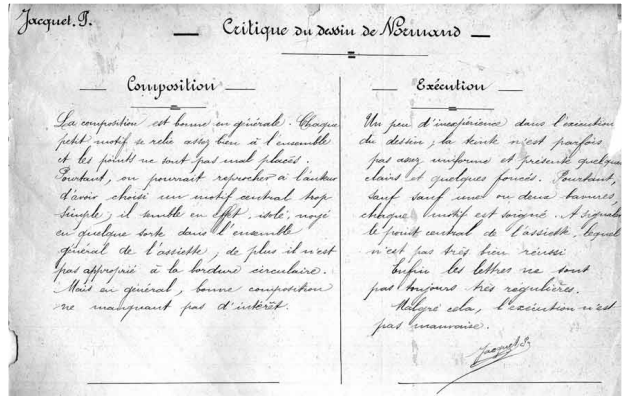 Jacquet. P.
Critique du dessin de Normand
Composition
La composition est bonne en générale. Chaque
petit motif se relie assez bien à l'ensemble
et les points ne sont pas mal placés.
Pourtant, on pourrait reprocher à l'auteur
d'avoir choisi un motif central trop
simple; il semble en effet, isolé, noyé
en quelque sorte dans l'ensemble
général de l'assiette; de plus il n'est
pas approprié à la bordure circulaire.
Mais en général, bonne composition
ne manquant pas d'intérêt.
Exécution
Un peu d'inexpérience dans l'exécution
du dessin; la teinte n'est parfois
pas assez uniforme et présente quelques
clairs et quelques foncés. Pourtant,
sauf sauf une ou deux bavures,
chaque motif est soigné. A signaler
le point central de l'assiette, lequel
n'est pas très bien réussi
Enfin les lettres ne sont
pas toujours très régulières.
Malgré cela, l'exécution n'est
pas mauvaise.
Jacquet P.